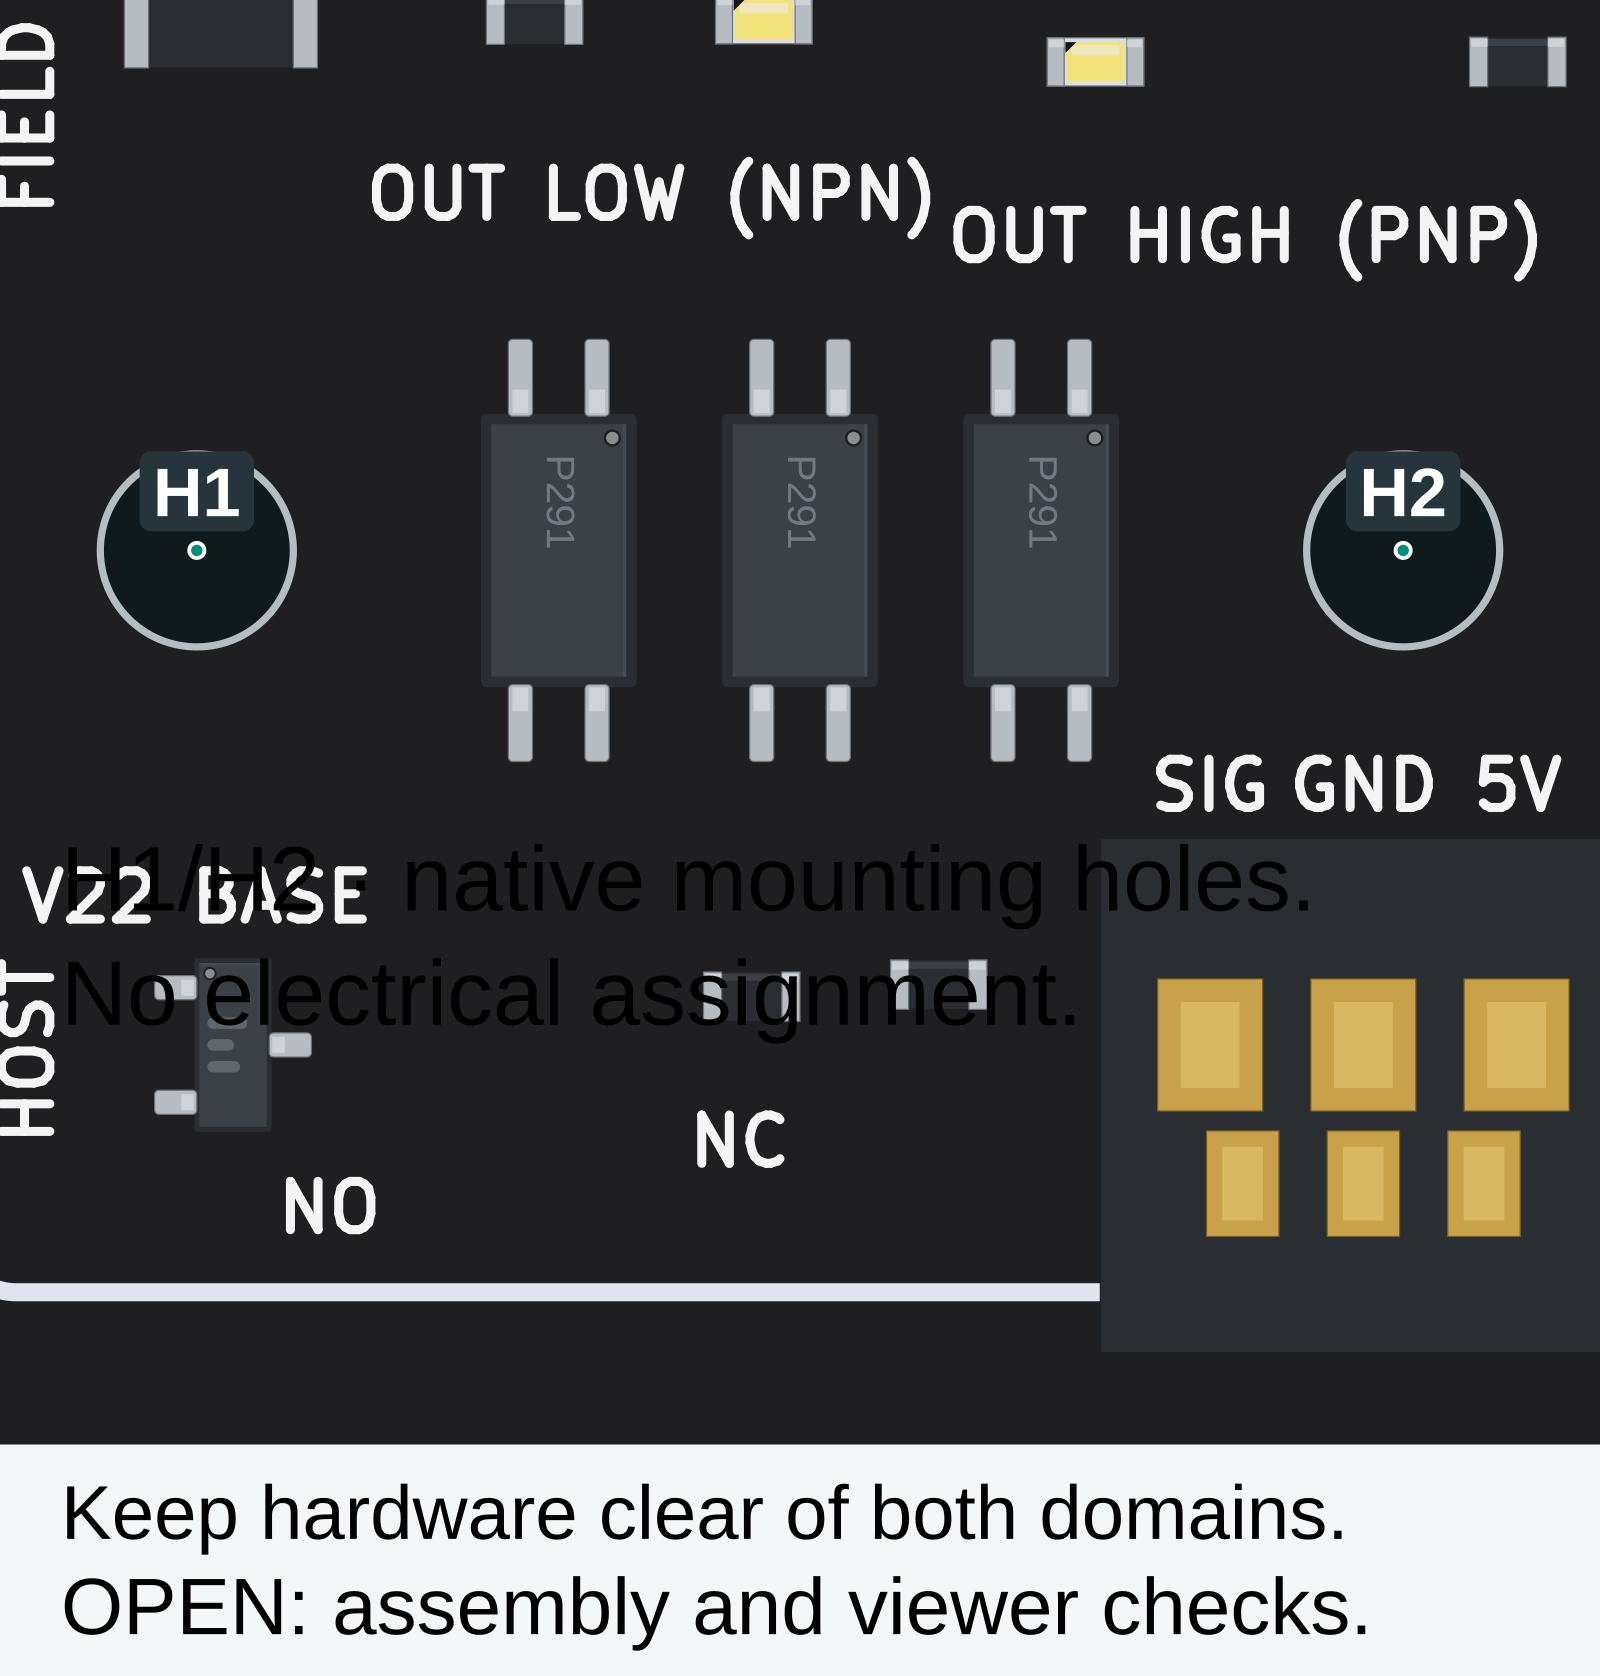 FIELD
OUT LOW (NPN)
OUT HIGH (PNP)
P291
P291
P291
H1
H2
SIG GND 5V
V22 BASE
H1/H2 · native mounting holes.
No electrical assignment.
HOST
NC
NO
Keep hardware clear of both domains.
OPEN: assembly and viewer checks.